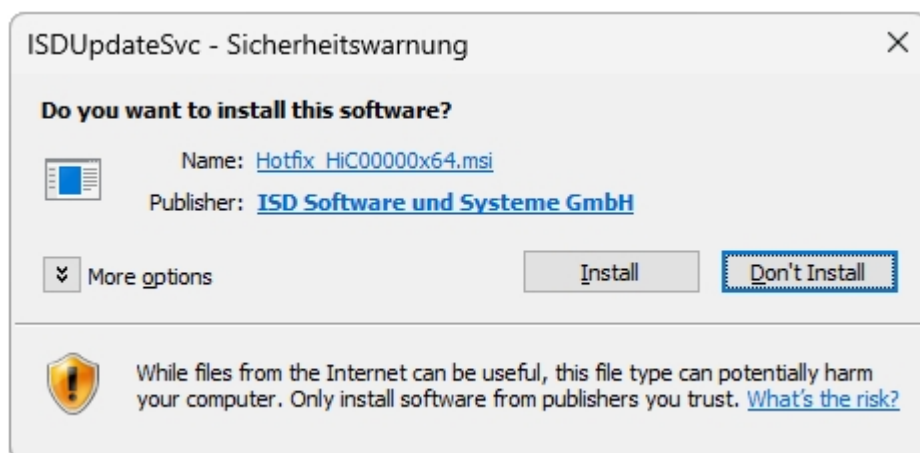 ISDUpdateSvc - Sicherheitswarnung
Do you want to install this software?
Name: Hotfix_HiC00000x64.msi
Publisher: ISD Software und Systeme GmbH
More options
Install
Don't Install
While files from the Internet can be useful, this file type can potentially harm
your computer. Only install software from publishers you trust. What's the risk?